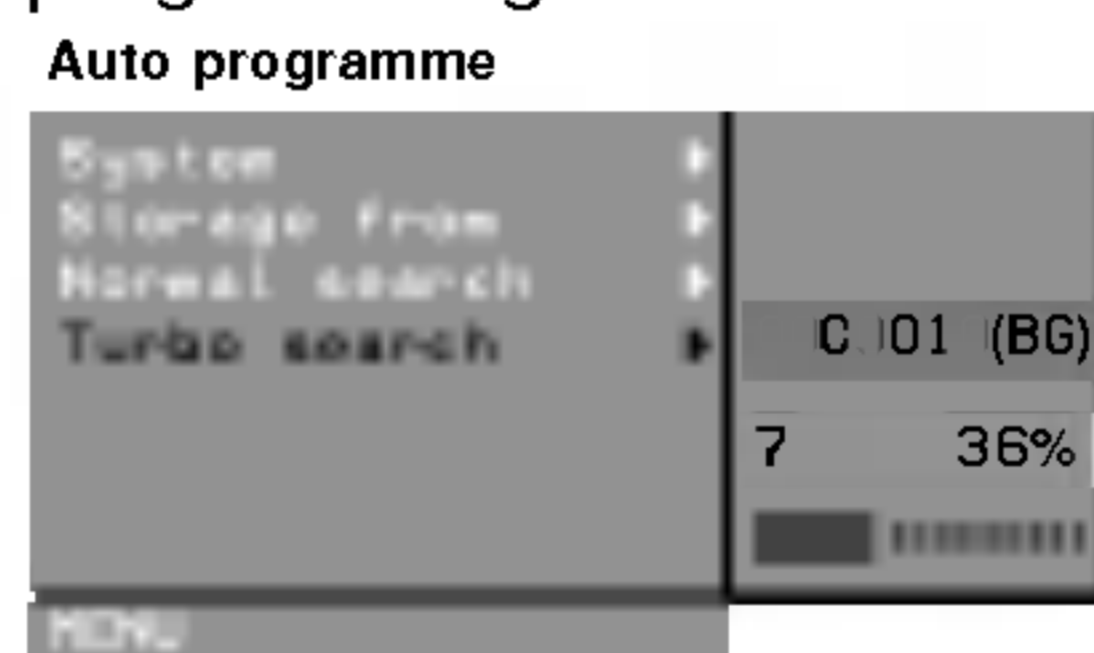 Auto programme
System
Storage from
Normal search
Turbo search
C 01 (BG)
7 36%
MENU